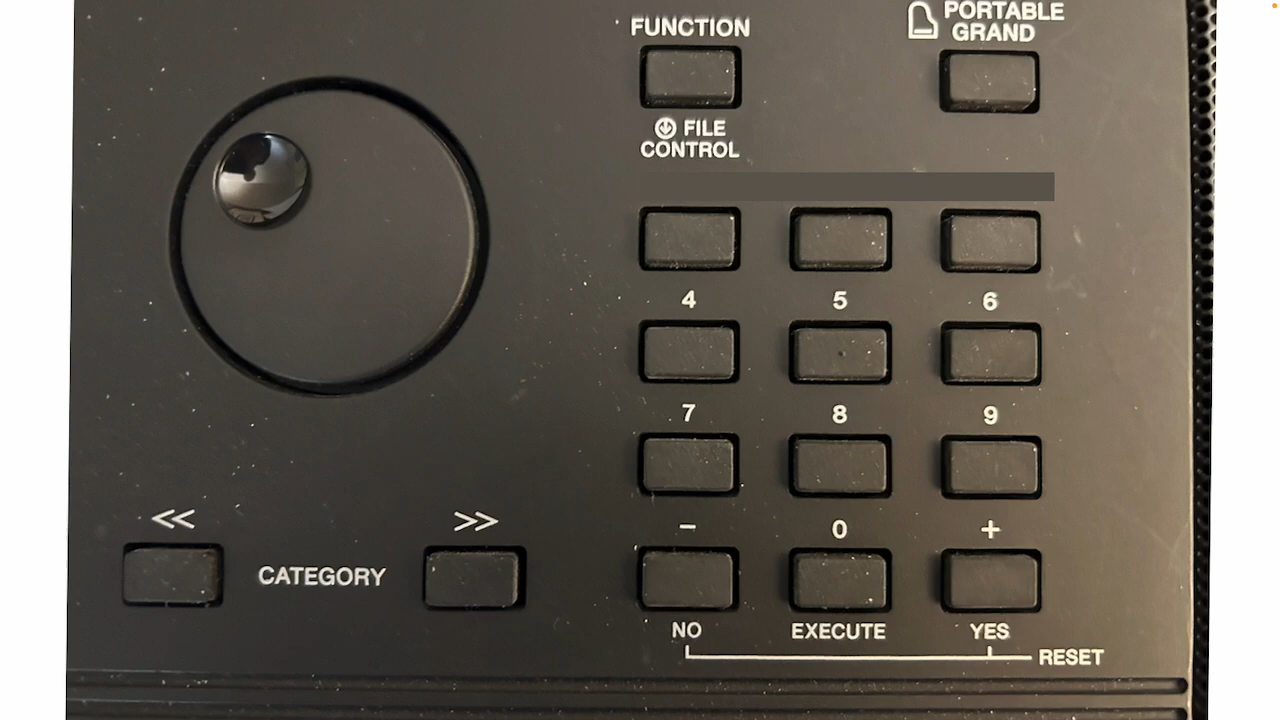 FUNCTION
PORTABLE
GRAND
FILE
CONTROL
4 5 6
7 8 9
<< - 0 +
>>
CATEGORY
NO EXECUTE YES
RESET